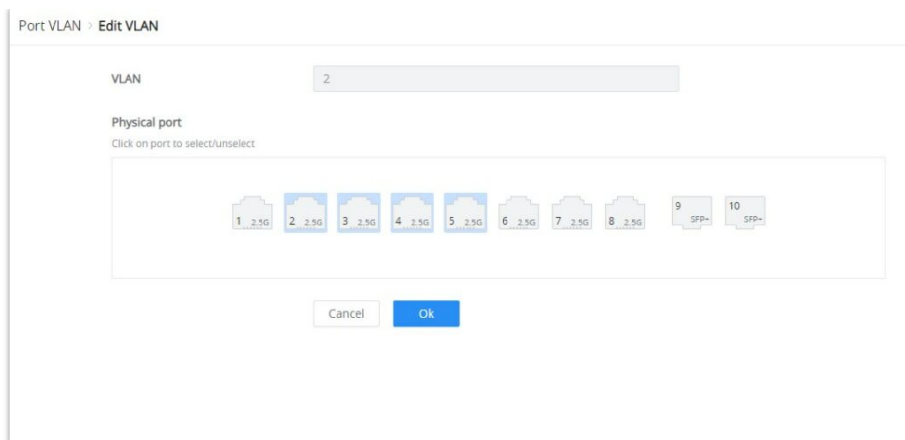 Port VLAN > Edit VLAN
VLAN
2
Physical port
Click on port to select/unselect
1 2.5G 2 2.5G 3 2.5G 4 2.5G 5 2.5G 6 2.5G 7 2.5G 8 2.5G 9 SFP+ 10 SFP+
Cancel Ok